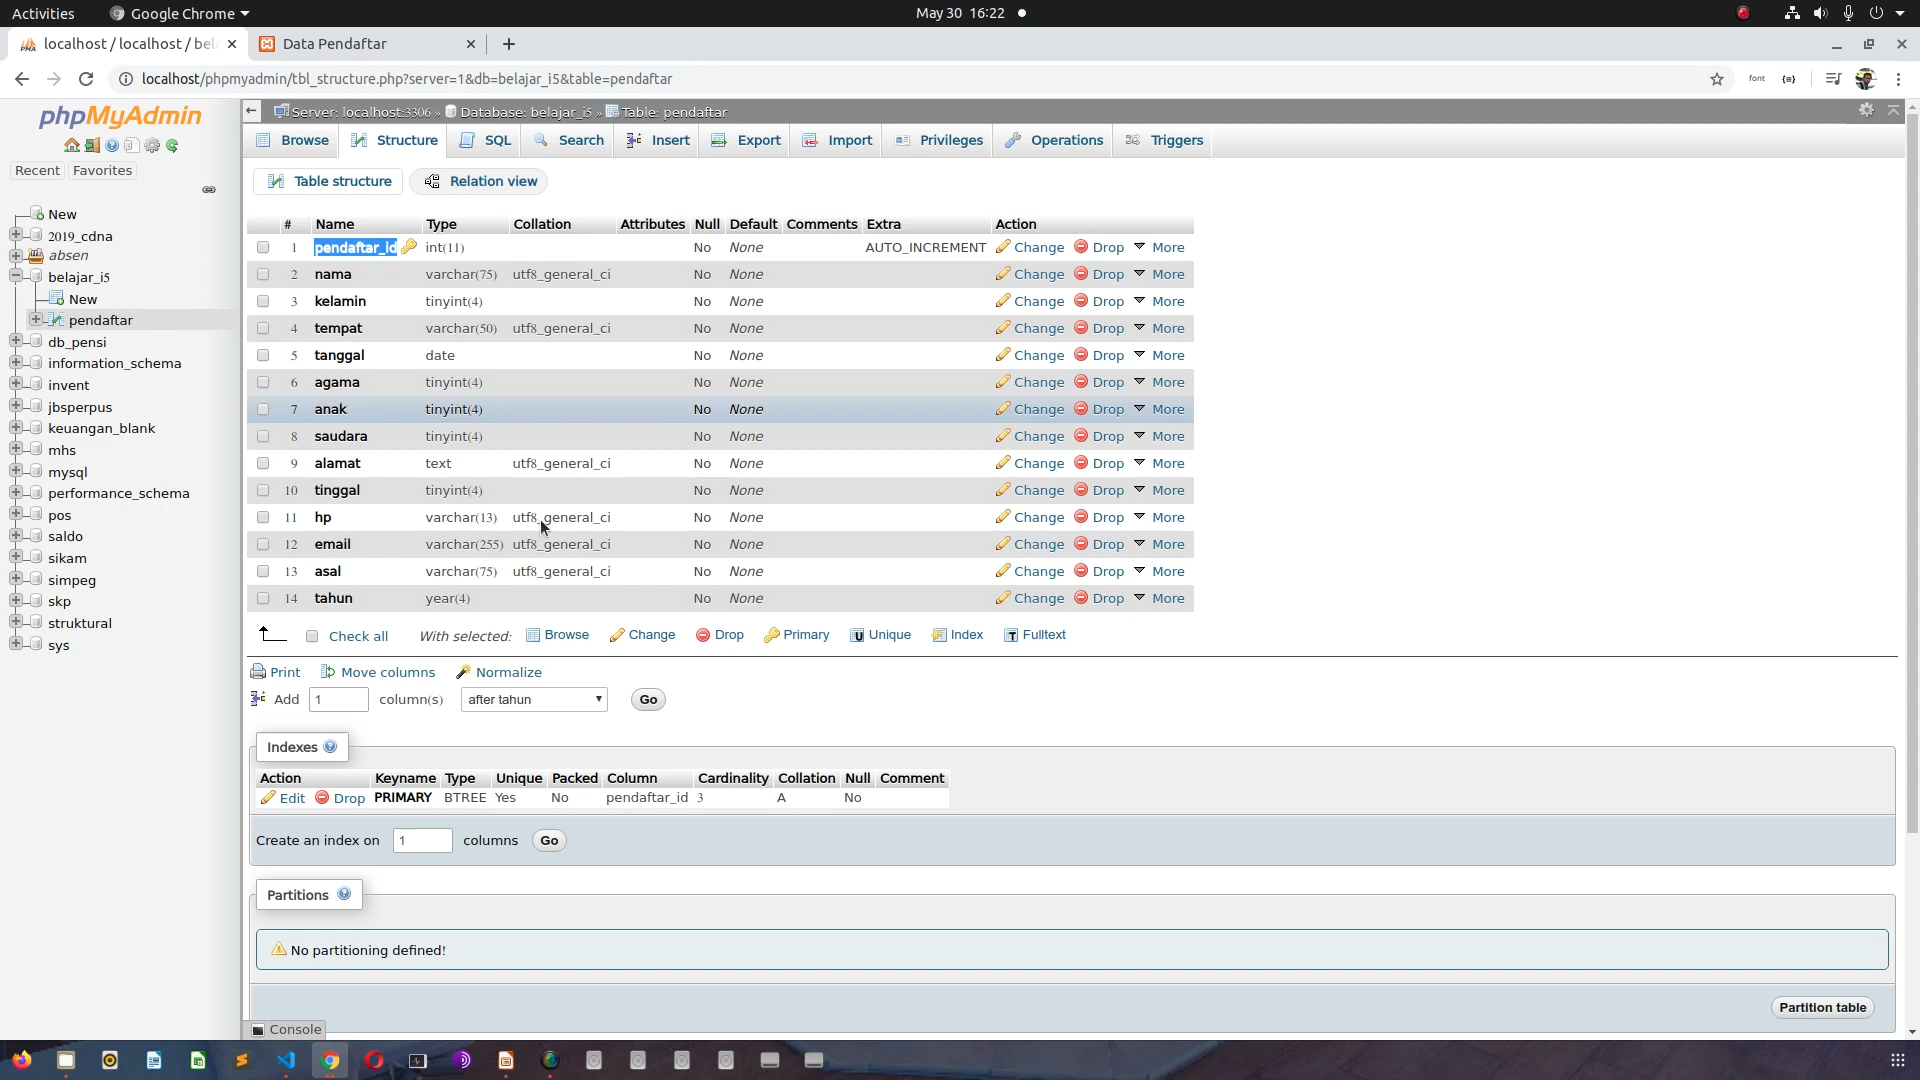 Activities Google Chrome May 30 16:22
localhost / localhost / bel Data Pendaftar
localhost/phpmyadmin/tbl_structure.php?server=1&db=belajar_i5&table=pendaftar font
phpMyAdmin
Recent Favorites
New
2019_cdna
absen
belajar_i5
New
pendaftar
db_pensi
information_schema
invent
jbsperpus
keuangan_blank
mhs
mysql
performance_schema
pos
saldo
sikam
simpeg
skp
struktural
sys
Server: localhost:3306 » Database: belajar_i5 » Table: pendaftar
Browse Structure SQL Search Insert Export Import Privileges Operations Triggers
Table structure Relation view
# Name Type Collation Attributes Null Default Comments Extra Action
1 pendaftar_id int(11) No None AUTO_INCREMENT Change Drop More
2 nama varchar(75) utf8_general_ci No None Change Drop More
3 kelamin tinyint(4) No None Change Drop More
4 tempat varchar(50) utf8_general_ci No None Change Drop More
5 tanggal date No None Change Drop More
6 agama tinyint(4) No None Change Drop More
7 anak tinyint(4) No None Change Drop More
8 saudara tinyint(4) No None Change Drop More
9 alamat text utf8_general_ci No None Change Drop More
10 tinggal tinyint(4) No None Change Drop More
11 hp varchar(13) utf8_general_ci No None Change Drop More
12 email varchar(255) utf8_general_ci No None Change Drop More
13 asal varchar(75) utf8_general_ci No None Change Drop More
14 tahun year(4) No None Change Drop More
Check all With selected: Browse Change Drop Primary Unique Index Fulltext
Print Move columns Normalize
Add 1 column(s) after tahun Go
Indexes
Action Keyname Type Unique Packed Column Cardinality Collation Null Comment
Edit Drop PRIMARY BTREE Yes No pendaftar_id 3 A No
Create an index on 1 columns Go
Partitions
No partitioning defined!
Partition table
Console